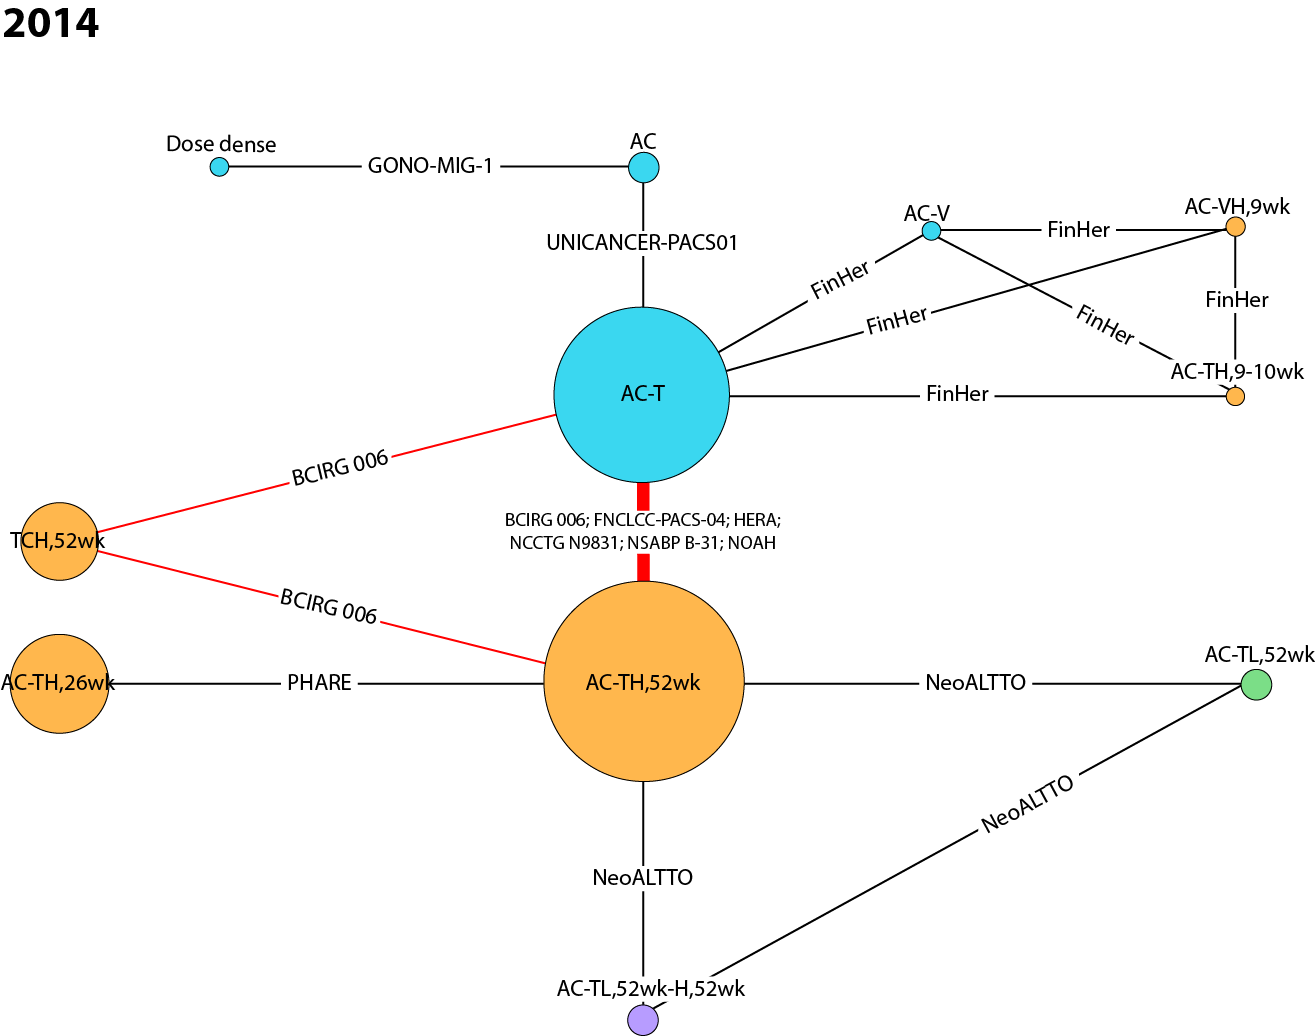 2014
Dose dense
GONO-MIG-1
AC
UNICANCER-PACS01
AC-V
FinHer
AC-VH,9wk
FinHer
FinHer
FinHer
FinHer
AC-TH,9-10wk
AC-T
FinHer
BCIRG 006
BCIRG 006; FNCLCC-PACS-04; HERA;
NCCTG N9831; NSABP B-31; NOAH
TCH,52wk
BCIRG 006
AC-TH,26wk
PHARE
AC-TH,52wk
NeoALTTO
AC-TL,52wk
NeoALTTO
NeoALTTO
AC-TL,52wk-H,52wk